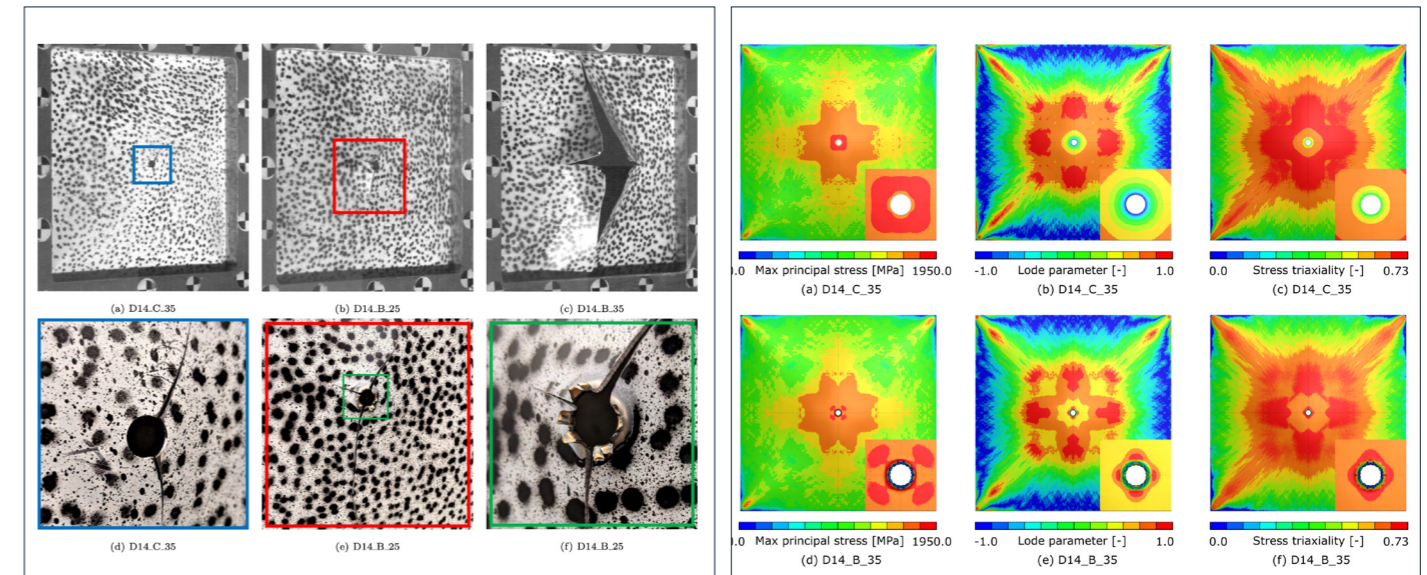 (a) D14_C_35
(b) D14_B_25
(c) D14_B_35
(d) D14_C_35
(e) D14_B_25
(f) D14_B_25
.0 Max principal stress [MPa] 1950.0
(a) D14_C_35
-1.0 Lode parameter [-] 1.0
(b) D14_C_35
0.0 Stress triaxiality [-] 0.73
(c) D14_C_35
.0 Max principal stress [MPa] 1950.0
(d) D14_B_35
-1.0 Lode parameter [-] 1.0
(e) D14_B_35
0.0 Stress triaxiality [-] 0.73
(f) D14_B_35